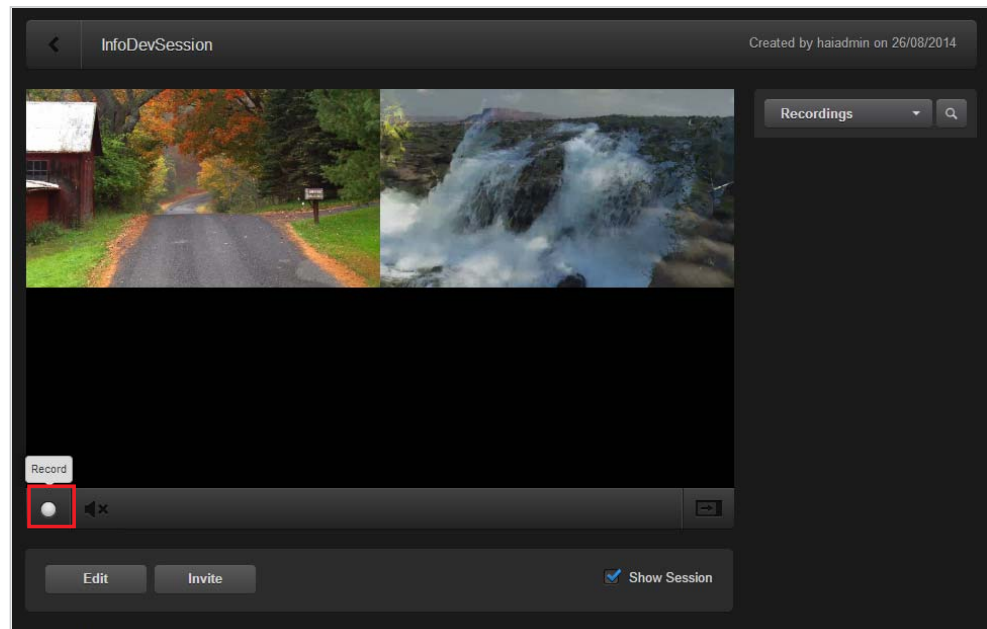 InfoDevSession
Created by haiadmin on 26/08/2014
Recordings
Record
Edit
Invite
Show Session